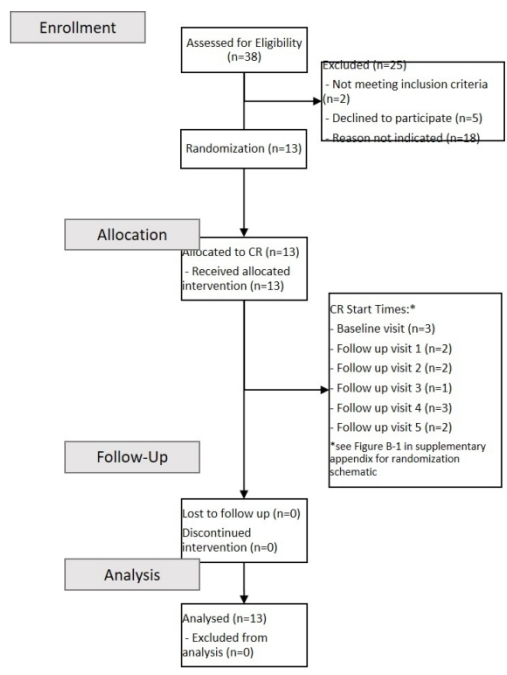 Enrollment
Assessed for Eligibility
(n=38)
Excluded (n=25)
- Not meeting inclusion criteria
(n=2)
- Declined to participate (n=5)
- Reason not indicated (n=18)
Randomization (n=13)
Allocation
Allocated to CR (n=13)
- Received allocated
intervention (n=13)
CR Start Times:*
- Baseline visit (n=3)
- Follow up visit 1 (n=2)
- Follow up visit 2 (n=2)
- Follow up visit 3 (n=1)
- Follow up visit 4 (n=3)
- Follow up visit 5 (n=2)
*see Figure B-1 in supplementary
appendix for randomization
schematic
Follow-Up
Lost to follow up (n=0)
Discontinued
intervention (n=0)
Analysis
Analysed (n=13)
- Excluded from
analysis (n=0)